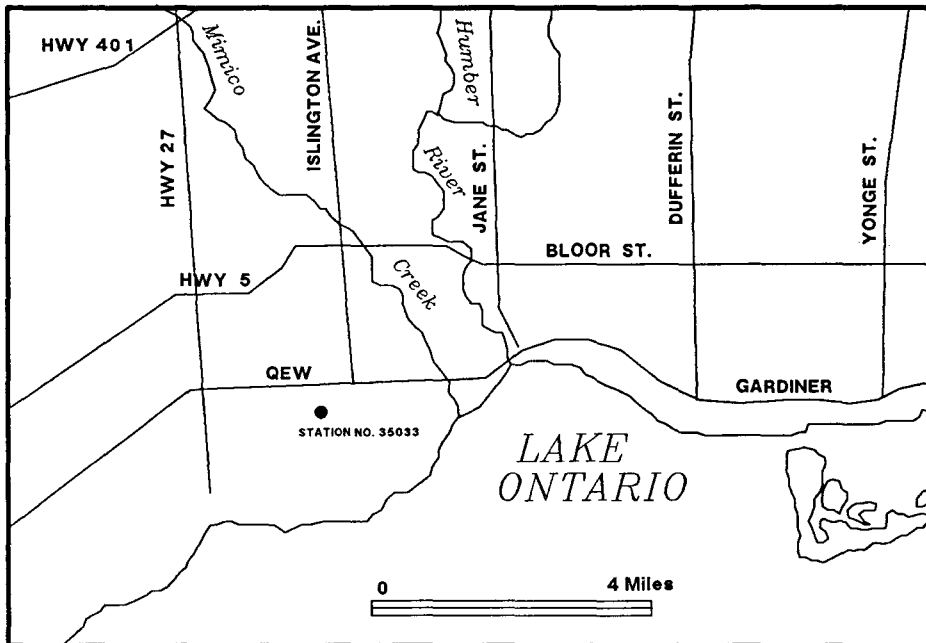 HWY 401
Mimico
ISLINGTON AVE.
Humber
HWY 27
River
JANE ST.
DUFFERIN ST.
YONGE ST.
BLOOR ST.
HWY 5
Creek
QEW
GARDINER
STATION NO. 35033
LAKE
ONTARIO
0 4 Miles